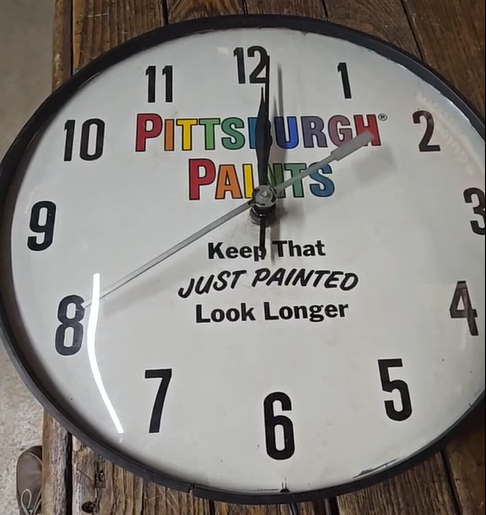 12
11 1
PITTSBURGH®
10 2
PAINTS
9 3
Keep That
JUST PAINTED
8 4
Look Longer
7 5
6